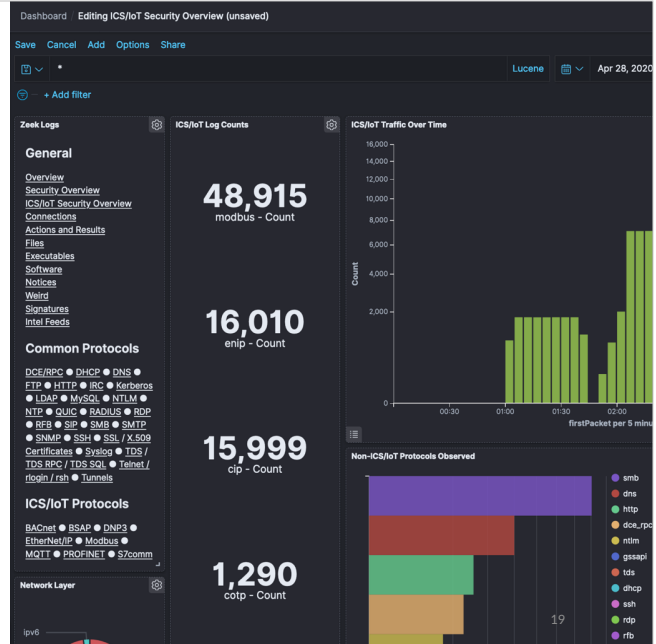 Dashboard / Editing ICS/IoT Security Overview (unsaved)
Save Cancel Add Options Share
* Lucene Apr 28, 2020
+ Add filter
Zeek Logs
General
Overview
Security Overview
ICS/IoT Security Overview
Connections
Actions and Results
Files
Executables
Software
Notices
Weird
Signatures
Intel Feeds
Common Protocols
DCE/RPC ● DHCP ● DNS ●
FTP ● HTTP ● IRC ● Kerberos
● LDAP ● MySQL ● NTLM ●
NTP ● QUIC ● RADIUS ● RDP
● RFB ● SIP ● SMB ● SMTP
● SNMP ● SSH ● SSL / X.509
Certificates ● Syslog ● TDS /
TDS RPC / TDS SQL ● Telnet /
rlogin / rsh ● Tunnels
ICS/IoT Protocols
BACnet ● BSAP ● DNP3 ●
EtherNet/IP ● Modbus ●
MQTT ● PROFINET ● S7comm
Network Layer
ipv6
ICS/IoT Log Counts
48,915
modbus - Count
16,010
enip - Count
15,999
cip - Count
1,290
cotp - Count
ICS/IoT Traffic Over Time
16,000
14,000
12,000
10,000
8,000
6,000
4,000
2,000
0
Count
00:30 01:00 01:30 02:00
firstPacket per 5 minu
Non-ICS/IoT Protocols Observed
smb
dns
http
dce_rpc
ntlm
gssapi
tds
dhcp
ssh
rdp
rfb
19